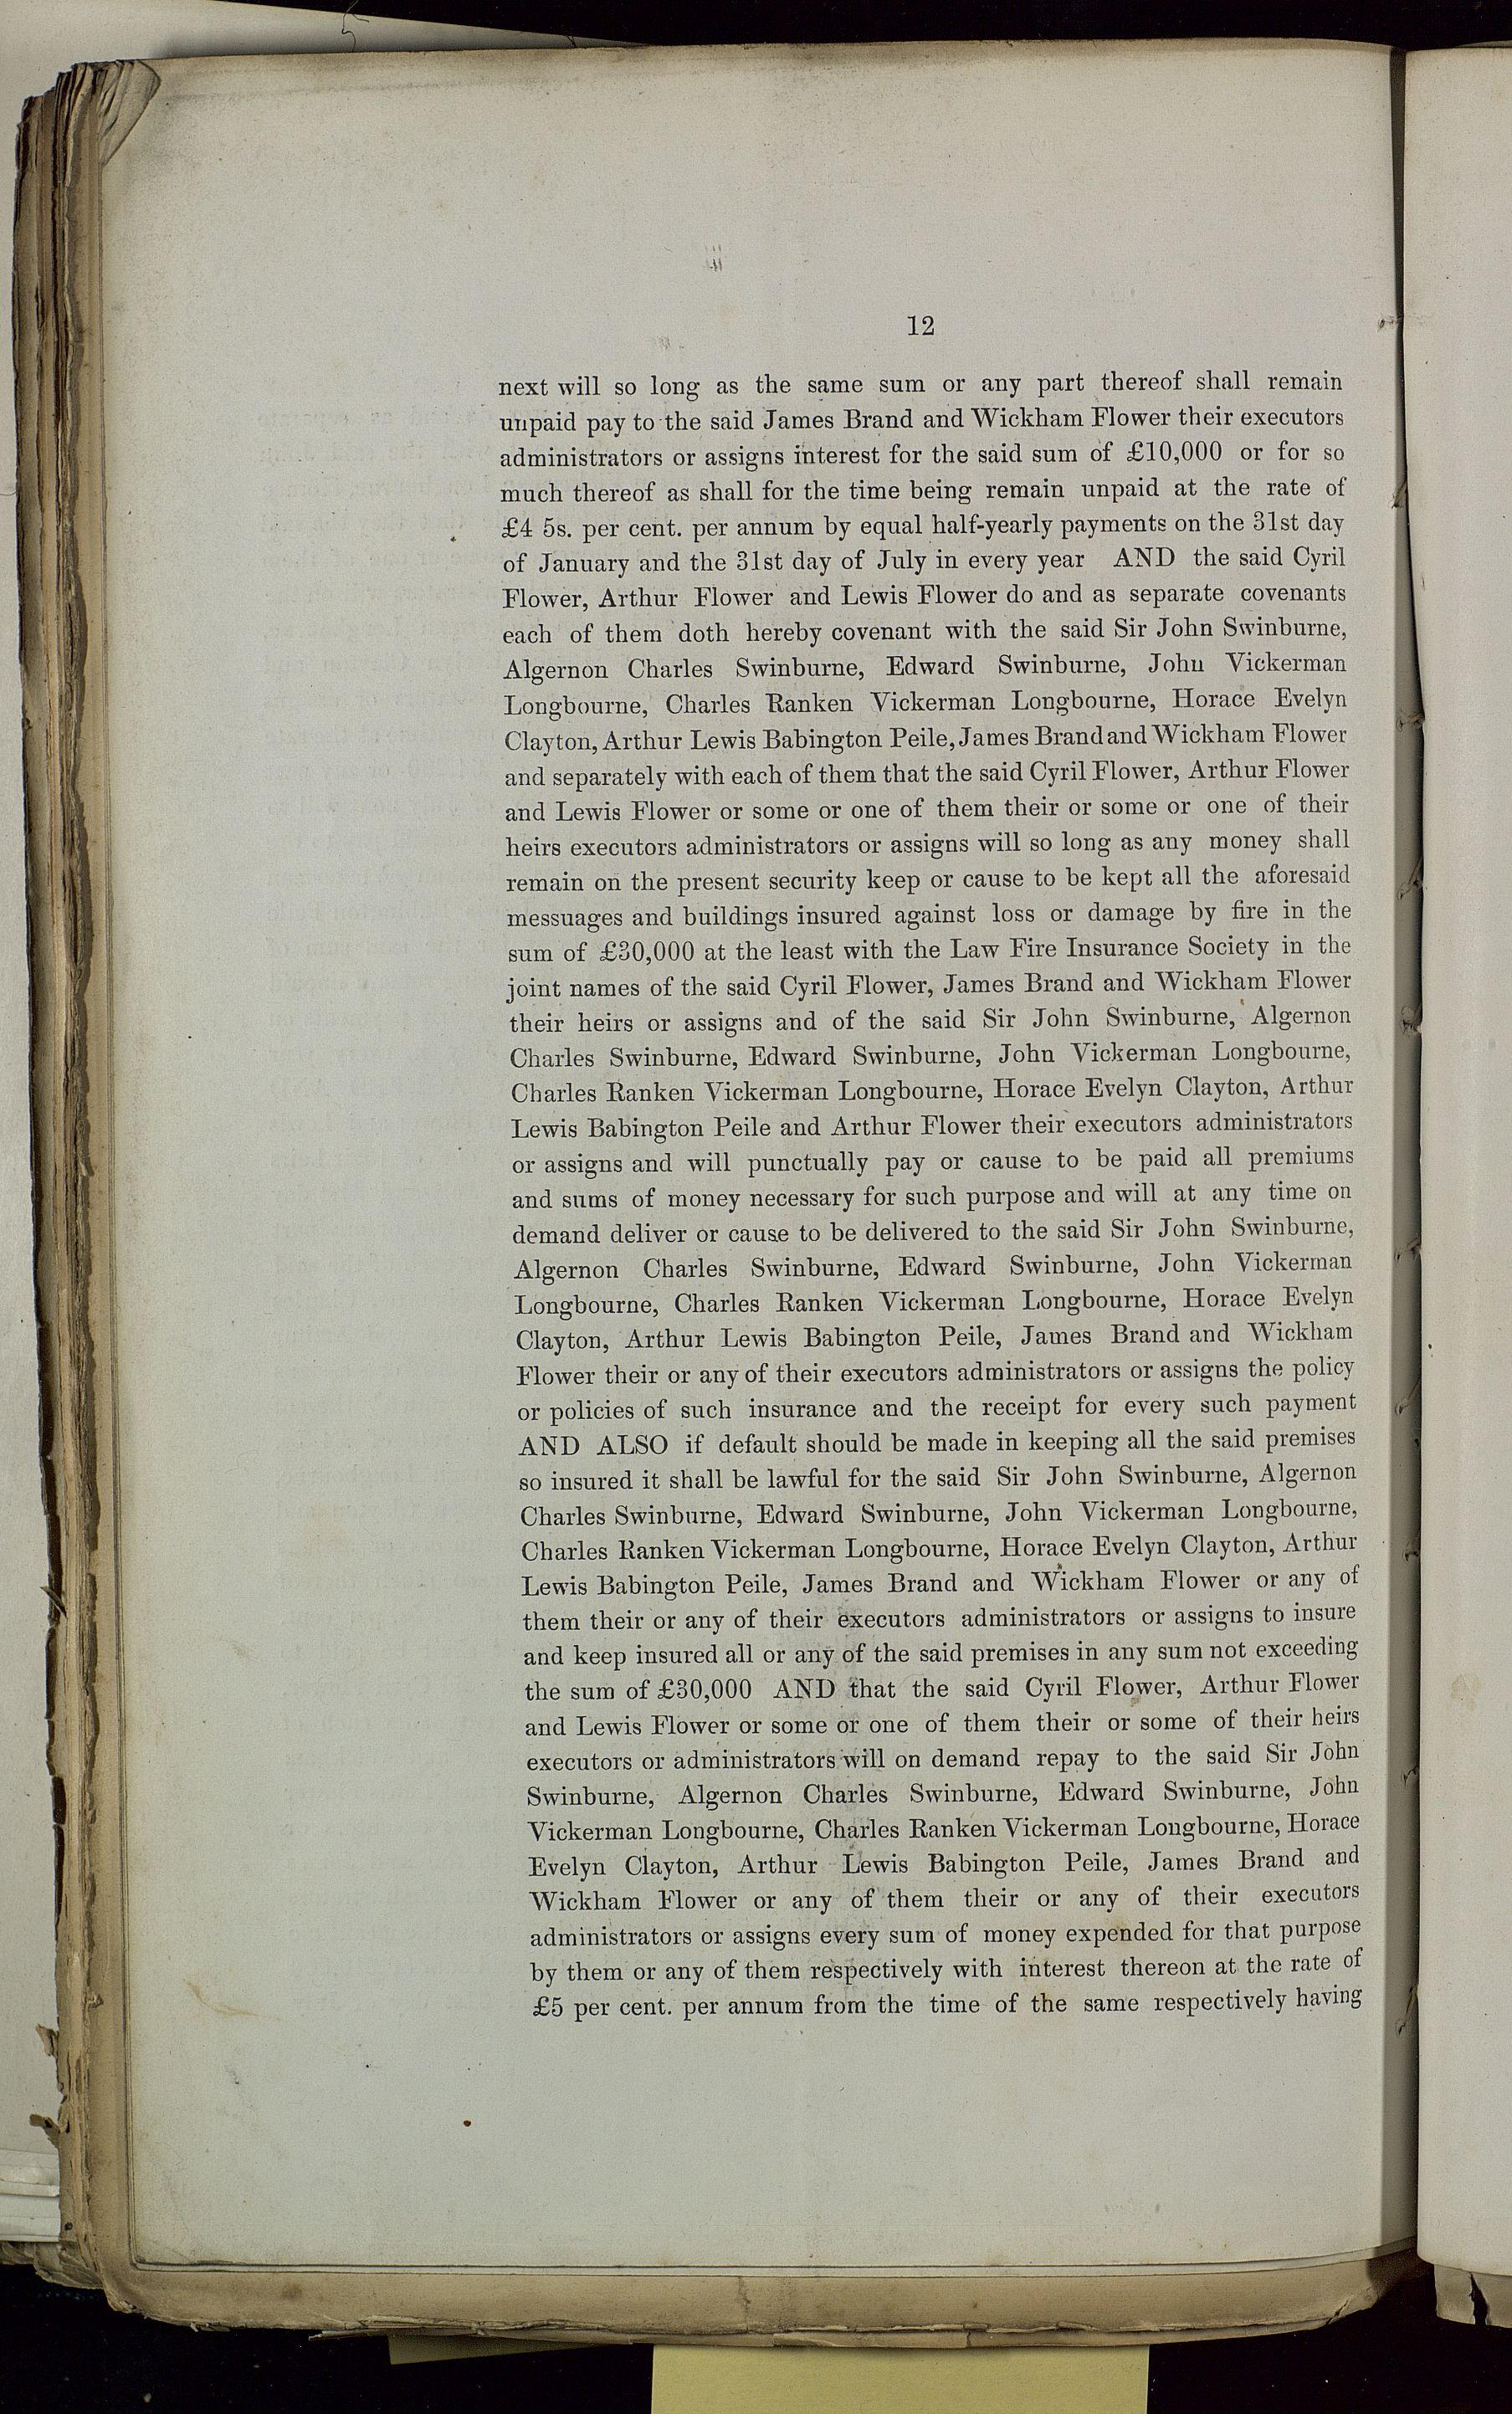 12
next will so long as the same sum or any part thereof shall remain
unpaid pay to the said James Brand and Wickham Flower their executors
administrators or assigns interest for the said sum of £10,000 or for so
much thereof as shall for the time being remain unpaid at the rate of
£4 5s. per cent. per annum by equal half-yearly payments on the 31st day
of January and the 31st day of July in every year AND the said Cyril
Flower, Arthur Flower and Lewis Flower do and as separate covenants
each of them doth hereby covenant with the said Sir John Swinburne,
Algernon Charles Swinburne, Edward Swinburne, John Vickerman
Longbourne, Charles Ranken Vickerman Longbourne, Horace Evelyn
Clayton, Arthur Lewis Babington Peile, James Brand and Wickham Flower
and separately with each of them that the said Cyril Flower, Arthur Flower
and Lewis Flower or some or one of them their or some or one of their
heirs executors administrators or assigns will so long as any money shall
remain on the present security keep or cause to be kept all the aforesaid
messuages and buildings insured against loss or damage by fire in the
sum of £30,000 at the least with the Law Fire Insurance Society in the
joint names of the said Cyril Flower, James Brand and Wickham Flower
their heirs or assigns and of the said Sir John Swinburne, Algernon
Charles Swinburne, Edward Swinburne, John Vickerman Longbourne,
Charles Ranken Vickerman Longbourne, Horace Evelyn Clayton, Arthur
Lewis Babington Peile and Arthur Flower their executors administrators
or assigns and will punctually pay or cause to be paid all premiums
and sums of money necessary for such purpose and will at any time on
demand deliver or cause to be delivered to the said Sir John Swinburne,
Algernon Charles Swinburne, Edward Swinburne, John Vickerman
Longbourne, Charles Ranken Vickerman Longbourne, Horace Evelyn
Clayton, Arthur Lewis Babington Peile, James Brand and Wickham
Flower their or any of their executors administrators or assigns the policy
or policies of such insurance and the receipt for every such payment
AND ALSO if default should be made in keeping all the said premises
so insured it shall be lawful for the said Sir John Swinburne, Algernon
Charles Swinburne, Edward Swinburne, John Vickerman Longbourne,
Charles Ranken Vickerman Longbourne, Horace Evelyn Clayton, Arthur
Lewis Babington Peile, James Brand and Wickham Flower or any of
them their or any of their executors administrators or assigns to insure
and keep insured all or any of the said premises in any sum not exceeding
the sum of £30,000 AND that the said Cyril Flower, Arthur Flower
and Lewis Flower or some or one of them their or some of their heirs
executors or administrators will on demand repay to the said Sir John
Swinburne, Algernon Charles Swinburne, Edward Swinburne, John
Vickerman Longbourne, Charles Ranken Vickerman Longbourne, Horace
Evelyn Clayton, Arthur Lewis Babington Peile, James Brand and
Wickham Flower or any of them their or any of their executors
administrators or assigns every sum of money expended for that purpose
by them or any of them respectively with interest thereon at the rate of
£5 per cent. per annum from the time of the same respectively having